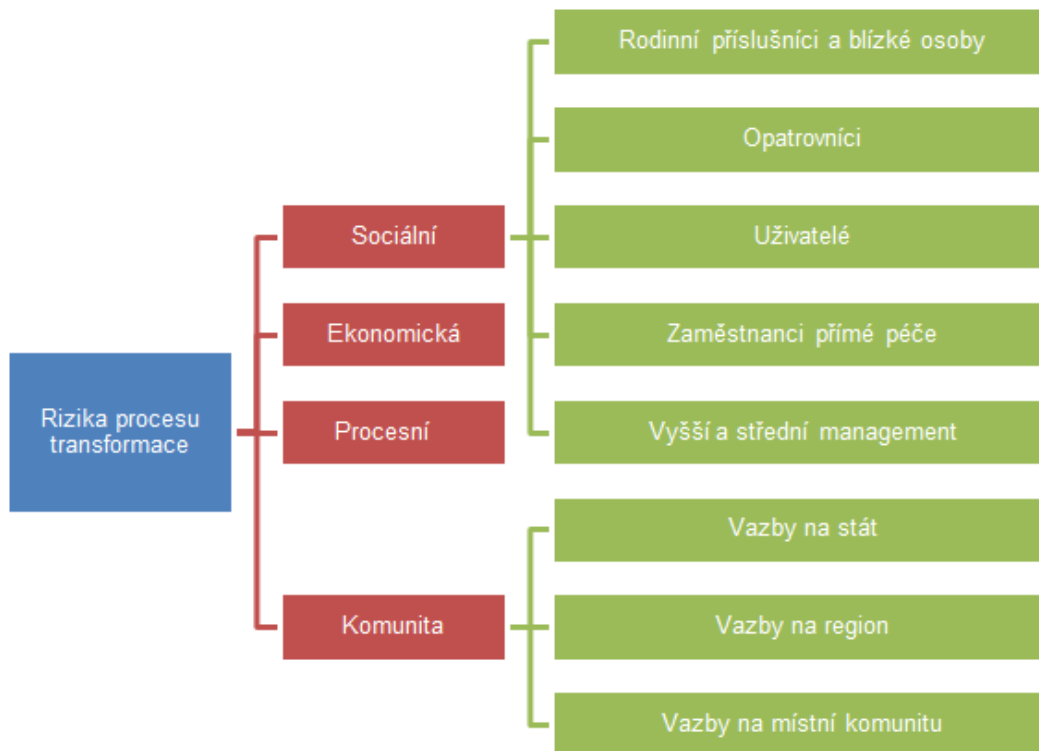 Rizika procesu
transformace
Sociální
Ekonomická
Procesní
Komunita
Rodinní příslušníci a blízké osoby
Opatrovníci
Uživatelé
Zaměstnanci přímé péče
Vyšší a střední management
Vazby na stát
Vazby na region
Vazby na místní komunitu